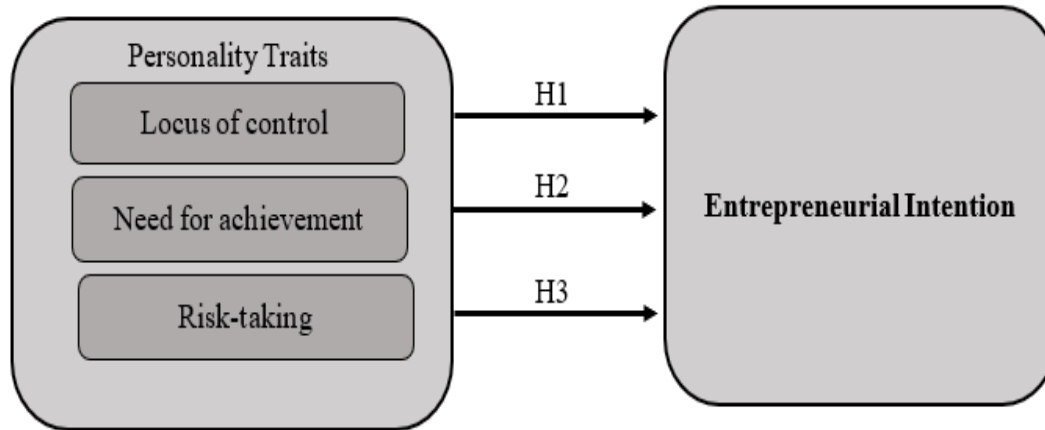 Personality Traits
Locus of control
H1
Need for achievement
H2
Entrepreneurial Intention
Risk-taking
H3